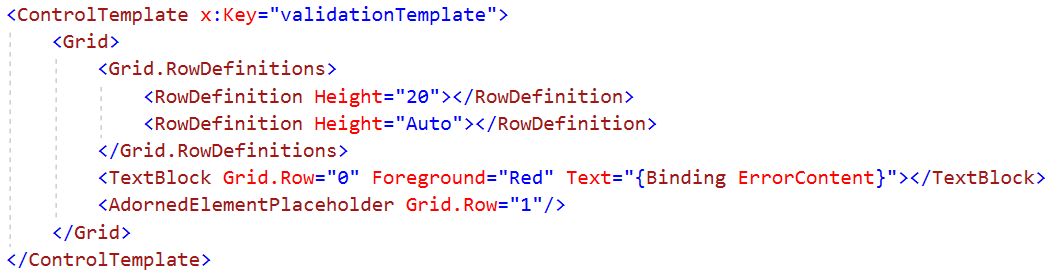 <ControlTemplate x:Key="validationTemplate">
    <Grid>
        <Grid.RowDefinitions>
            <RowDefinition Height="20"></RowDefinition>
            <RowDefinition Height="Auto"></RowDefinition>
        </Grid.RowDefinitions>
        <TextBlock Grid.Row="0" Foreground="Red" Text="{Binding ErrorContent}"></TextBlock>
        <AdornedElementPlaceholder Grid.Row="1"/>
    </Grid>
</ControlTemplate>